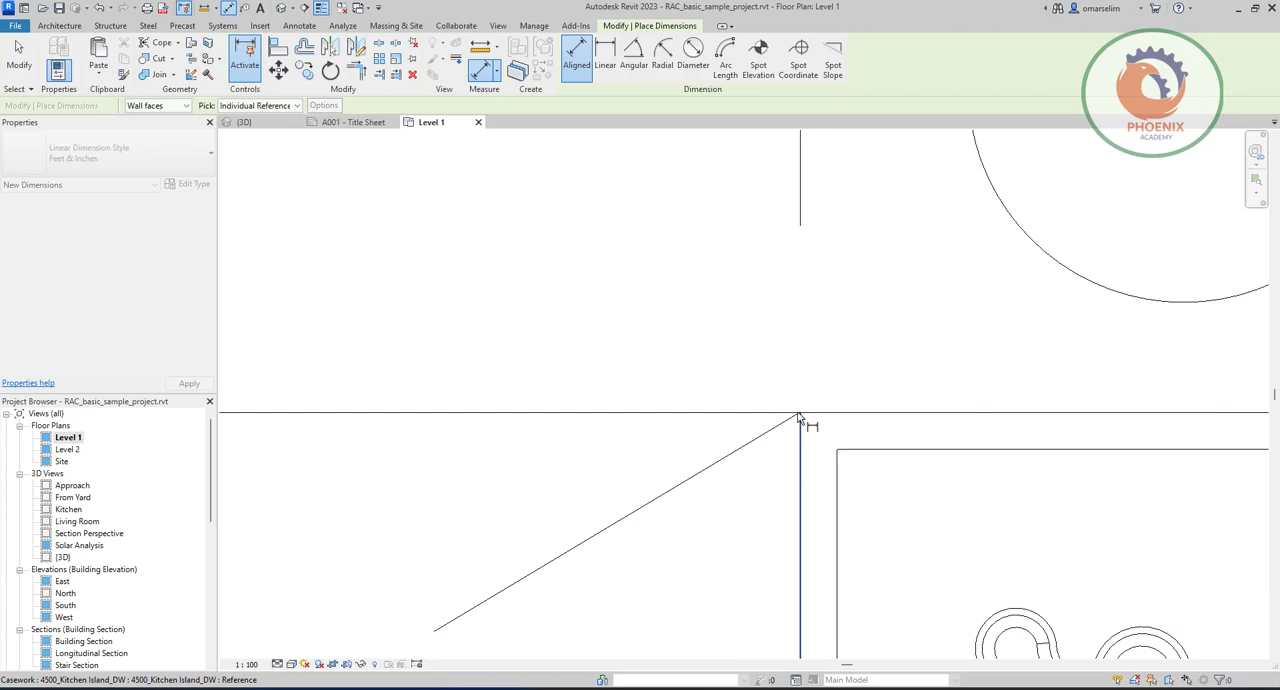 Autodesk Revit 2023 - RAC_basic_sample_project.rvt - Floor Plan: Level 1
omarselim
File Architecture Structure Steel Precast Systems Insert Annotate Analyze Massing & Site Collaborate View Manage Add-Ins Modify | Place Dimensions
Modify
Paste
Cope
Cut
Join
Activate
Aligned Linear Angular Radial Diameter Arc Length Spot Elevation Spot Coordinate Spot Slope
Select Properties Clipboard Geometry Controls Modify View Measure Create Dimension
Modify | Place Dimensions Wall faces Pick: Individual Reference Options
PHOENIX
ACADEMY
Properties
{3D} A001 - Title Sheet Level 1
Linear Dimension Style
Feet & Inches
New Dimensions Edit Type
Properties help Apply
Project Browser - RAC_basic_sample_project.rvt
Views (all)
Floor Plans
Level 1
Level 2
Site
3D Views
Approach
From Yard
Kitchen
Living Room
Section Perspective
Solar Analysis
{3D}
Elevations (Building Elevation)
East
North
South
West
Sections (Building Section)
Building Section
Longitudinal Section
Stair Section
1 : 100
Casework : 4500_Kitchen Island_DW : 4500_Kitchen Island_DW : Reference :0 Main Model :0